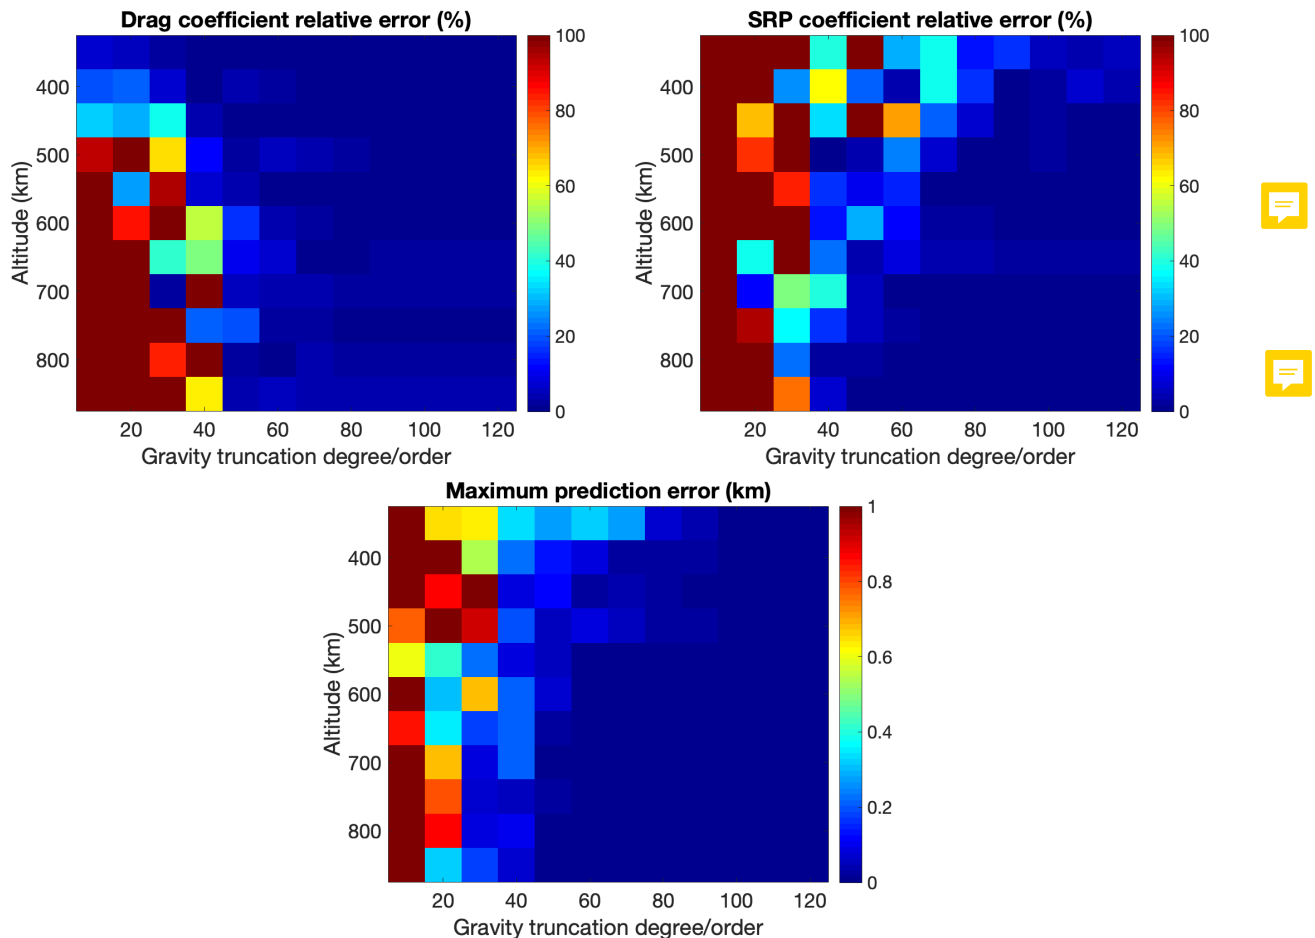 Drag coefficient relative error (%)
Altitude (km)
400
500
600
700
800
20 40 60 80 100 120
Gravity truncation degree/order
100
80
60
40
20
0
SRP coefficient relative error (%)
Altitude (km)
400
500
600
700
800
20 40 60 80 100 120
Gravity truncation degree/order
100
80
60
40
20
0
Maximum prediction error (km)
Altitude (km)
400
500
600
700
800
20 40 60 80 100 120
Gravity truncation degree/order
1
0.8
0.6
0.4
0.2
0